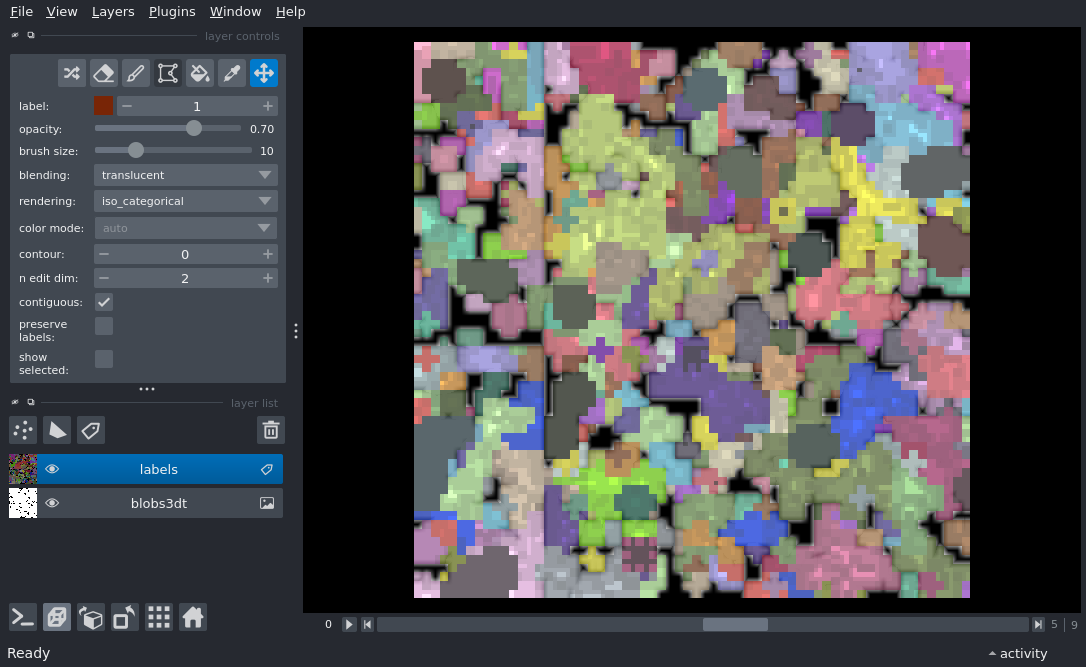 File View Layers Plugins Window Help
layer controls
label: 1
opacity: 0.70
brush size: 10
blending: translucent
rendering: iso_categorical
color mode: auto
contour: 0
n edit dim: 2
contiguous:
preserve
labels:
show
selected:
layer list
labels
blobs3dt
0 5 9
Ready activity